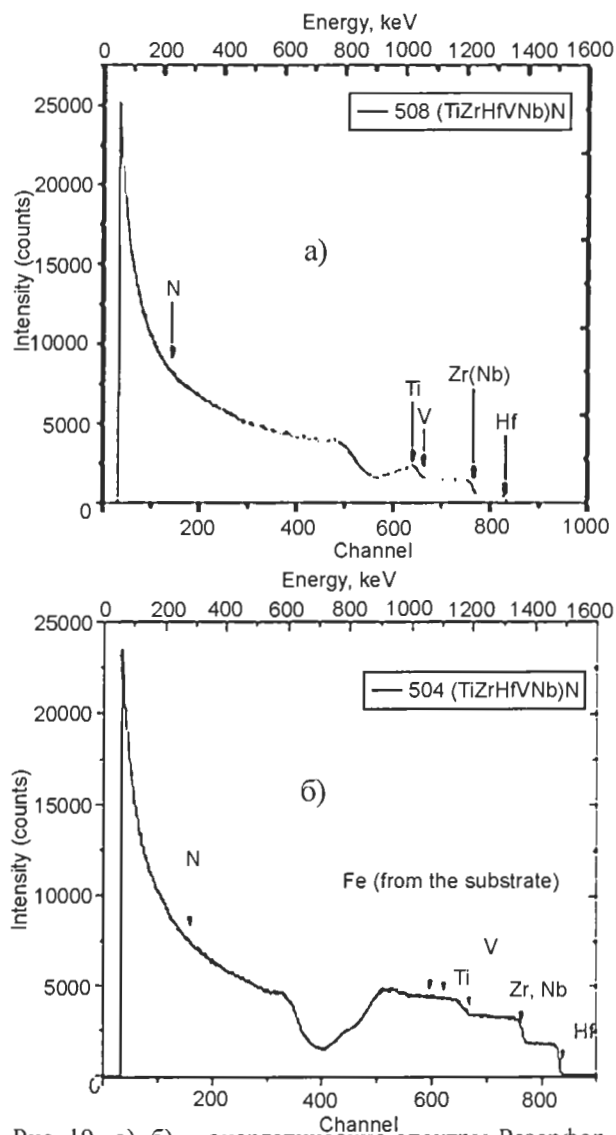 Energy, keV
0 200 400 600 800 1000 1200 1400 1600
508 (TiZrHfVNb)N
25000
20000
15000
10000
5000
0
Intensity (counts)
а)
N
Ti
V
Zr(Nb)
Hf
200 400 600 800 1000
Channel
Energy, keV
0 200 400 600 800 1000 1200 1400 1600
504 (TiZrHfVNb)N
25000
20000
15000
10000
5000
Intensity (counts)
б)
N
Fe (from the substrate)
V
Ti
Zr, Nb
Hf
200 400 600 800
Channel